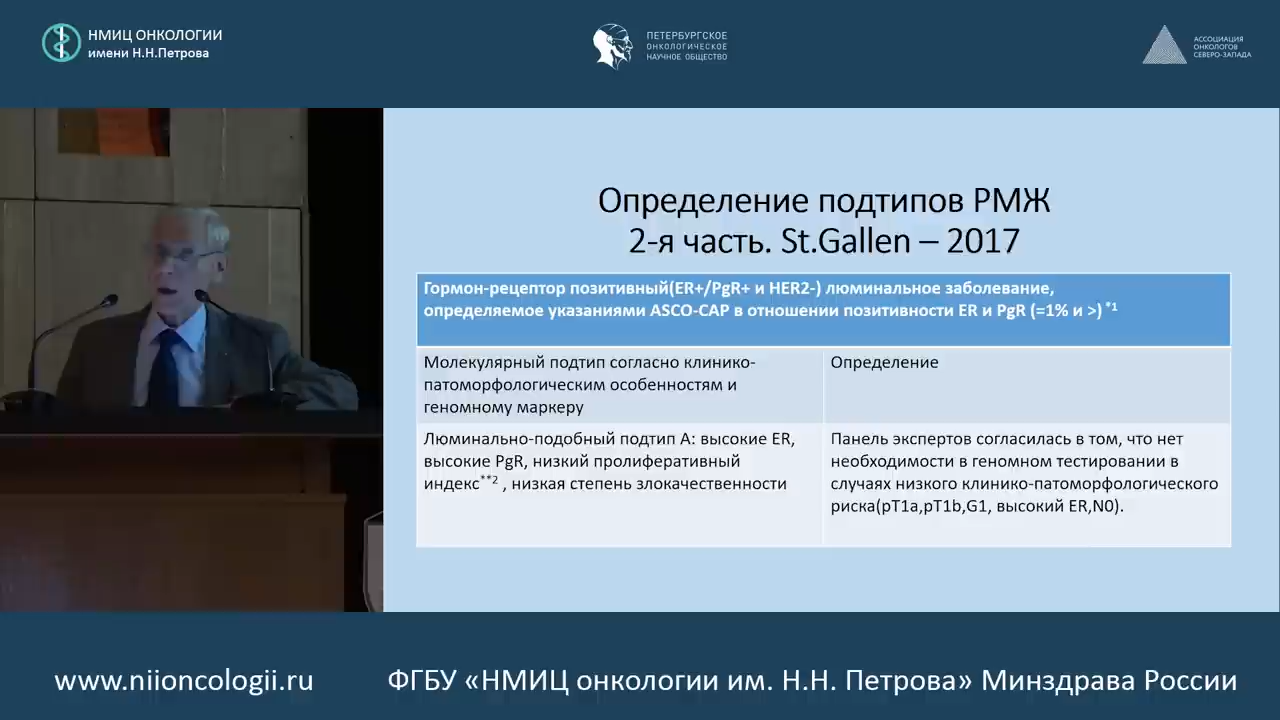 НМИЦ ОНКОЛОГИИ
имени Н.Н.Петрова
ПЕТЕРБУРГСКОЕ
ОНКОЛОГИЧЕСКОЕ
НАУЧНОЕ ОБЩЕСТВО
АССОЦИАЦИЯ
ОНКОЛОГОВ
СЕВЕРО-ЗАПАДА
Определение подтипов РМЖ
2-я часть. St.Gallen – 2017
Гормон-рецептор позитивный(ER+/PgR+ и HER2-) люминальное заболевание,
определяемое указаниями ASCO-CAP в отношении позитивности ER и PgR (=1% и >) *1
Молекулярный подтип согласно клинико-
патоморфологическим особенностям и
геномному маркеру
Определение
Люминально-подобный подтип А: высокие ER,
высокие PgR, низкий пролиферативный
индекс**2 , низкая степень злокачественности
Панель экспертов согласилась в том, что нет
необходимости в геномном тестировании в
случаях низкого клинико-патоморфологического
риска(pT1a,pT1b,G1, высокий ER,N0).
www.niioncologii.ru
ФГБУ «НМИЦ онкологии им. Н.Н. Петрова» Минздрава России